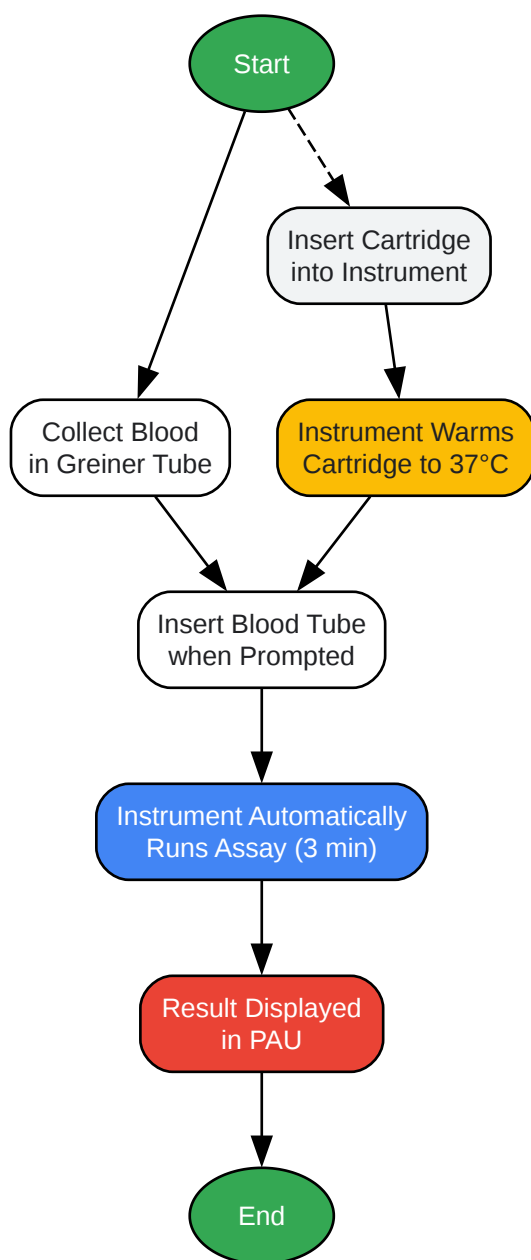 Start
Insert Cartridge
into Instrument
Collect Blood
in Greiner Tube
Instrument Warms
Cartridge to 37°C
Insert Blood Tube
when Prompted
Instrument Automatically
Runs Assay (3 min)
Result Displayed
in PAU
End